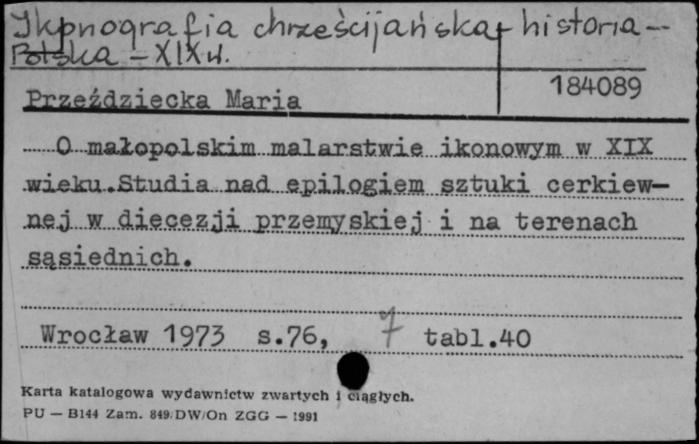 Ikonografia chrześcijańska - historia -
Polska - XIX w.
184089
Przeździecka Maria
O małopolskim malarstwie ikonowym w XIX
wieku.Studia nad epilogiem sztuki cerkiew-
nej w diecezji przemyskiej i na terenach
sąsiednich.
Wrocław 1973 s.76, 7 tabl.40
Karta katalogowa wydawnictw zwartych i ciągłych.
PU — B144 Zam. 849/DW/On ZGG — 1991